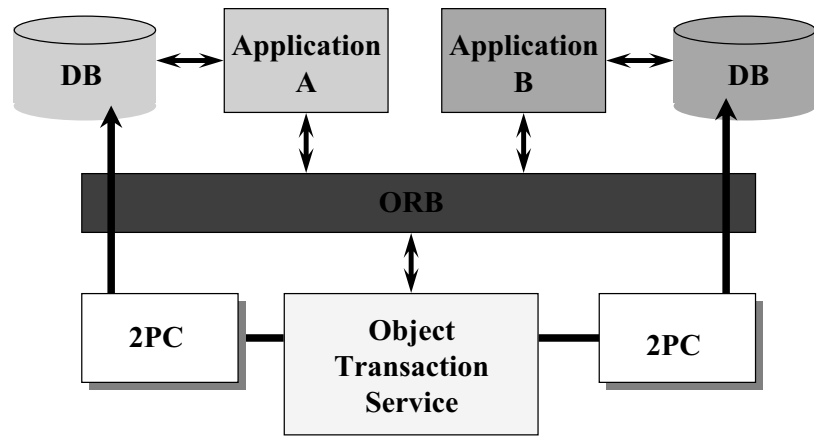 DB
Application
A
Application
B
DB
ORB
2PC
Object
Transaction
Service
2PC